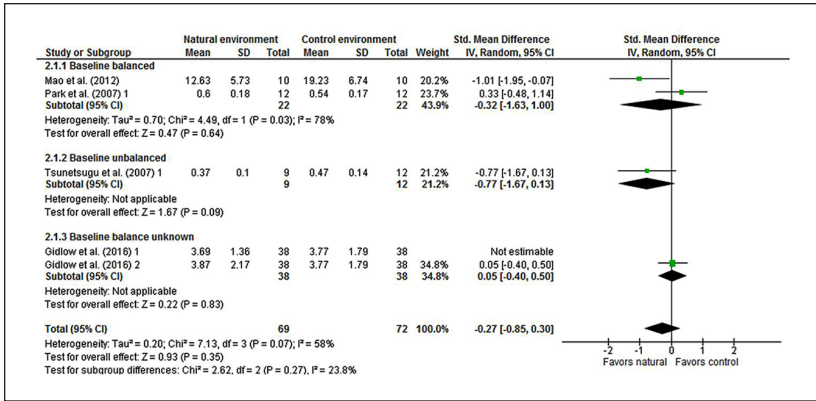 Natural environment Control environment Std. Mean Difference Std. Mean Difference
Study or Subgroup Mean SD Total Mean SD Total Weight IV, Random, 95% CI IV, Random, 95% CI
2.1.1 Baseline balanced
Mao et al. (2012) 12.63 5.73 10 19.23 6.74 10 20.2% -1.01 [-1.95, -0.07]
Park et al. (2007) 1 0.6 0.18 12 0.54 0.17 12 23.7% 0.33 [-0.48, 1.14]
Subtotal (95% CI) 22 22 43.9% -0.32 [-1.63, 1.00]
Heterogeneity: Tau² = 0.70; Chi² = 4.49, df = 1 (P = 0.03); I² = 78%
Test for overall effect: Z = 0.47 (P = 0.64)
2.1.2 Baseline unbalanced
Tsunetsugu et al. (2007) 1 0.37 0.1 9 0.47 0.14 12 21.2% -0.77 [-1.67, 0.13]
Subtotal (95% CI) 9 12 21.2% -0.77 [-1.67, 0.13]
Heterogeneity: Not applicable
Test for overall effect: Z = 1.67 (P = 0.09)
2.1.3 Baseline balance unknown
Gidlow et al. (2016) 1 3.69 1.36 38 3.77 1.79 38 Not estimable
Gidlow et al. (2016) 2 3.87 2.17 38 3.77 1.79 38 34.8% 0.05 [-0.40, 0.50]
Subtotal (95% CI) 38 38 34.8% 0.05 [-0.40, 0.50]
Heterogeneity: Not applicable
Test for overall effect: Z = 0.22 (P = 0.83)
Total (95% CI) 69 72 100.0% -0.27 [-0.85, 0.30]
Heterogeneity: Tau² = 0.20; Chi² = 7.13, df = 3 (P = 0.07); I² = 58%
Test for overall effect: Z = 0.93 (P = 0.35)
Test for subgroup differences: Chi² = 2.62, df = 2 (P = 0.27), I² = 23.8%
-2 -1 0 1 2
Favors natural Favors control